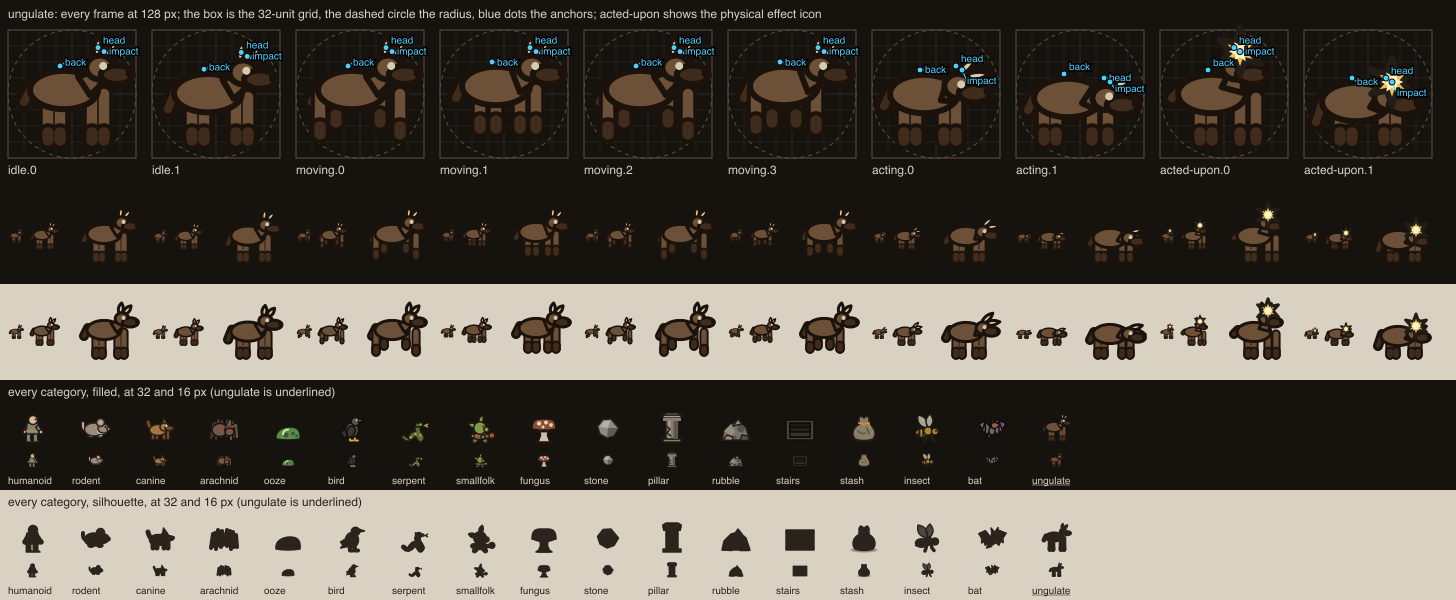 ungulate: every frame at 128 px; the box is the 32-unit grid, the dashed circle the radius, blue dots the anchors; acted-upon shows the physical effect icon
head head head head head head head head head head
impact impact impact impact impact impact impact impact impact impact
back back back back back back back back back back
idle.0 idle.1 moving.0 moving.1 moving.2 moving.3 acting.0 acting.1 acted-upon.0 acted-upon.1
every category, filled, at 32 and 16 px (ungulate is underlined)
humanoid rodent canine arachnid ooze bird serpent smallfolk fungus stone pillar rubble stairs stash insect bat ungulate
every category, silhouette, at 32 and 16 px (ungulate is underlined)
humanoid rodent canine arachnid ooze bird serpent smallfolk fungus stone pillar rubble stairs stash insect bat ungulate